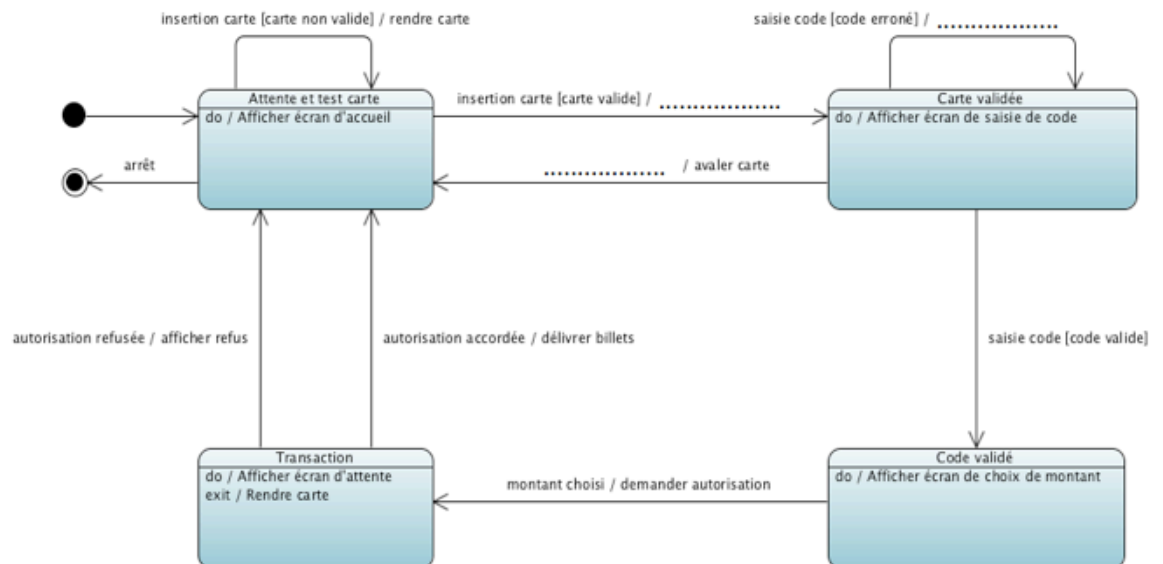 insertion carte [carte non valide] / rendre carte
saisie code [code erroné] / ..................
Attente et test carte
do / Afficher écran d'accueil
insertion carte [carte valide] / ..................
Carte validée
do / Afficher écran de saisie de code
arrêt
.................. / avaler carte
autorisation refusée / afficher refus
autorisation accordée / délivrer billets
saisie code [code valide]
Transaction
do / Afficher écran d'attente
exit / Rendre carte
montant choisi / demander autorisation
Code validé
do / Afficher écran de choix de montant